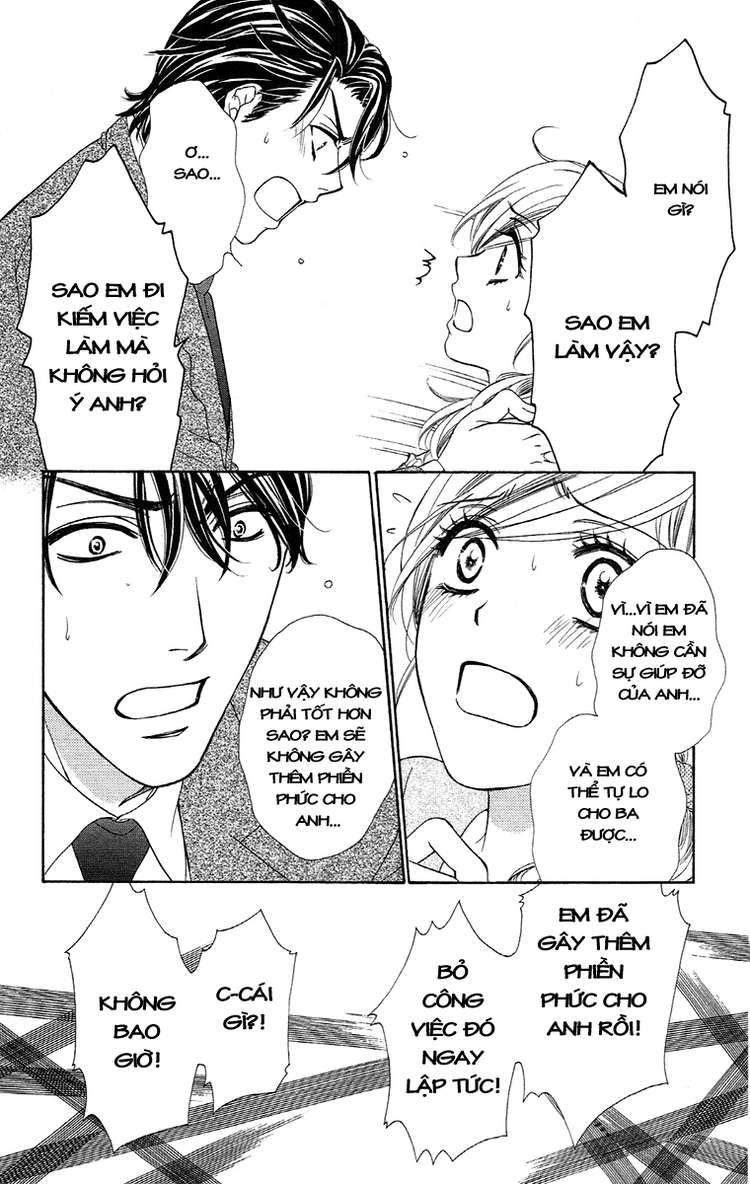 EM NÓI
GÌ?
SAO EM
LÀM VẬY?
Ơ...
SAO...
SAO EM ĐI
KIẾM VIỆC
LÀM MÀ
KHÔNG HỎI
Ý ANH?
VÌ...VÌ EM ĐÃ
NÓI EM
KHÔNG CẦN
SỰ GIÚP ĐỠ
CỦA ANH...
VÀ EM CÓ
THỂ TỰ LO
CHO BA
ĐƯỢC...
NHƯ VẬY KHÔNG
PHẢI TỐT HƠN
SAO? EM SẼ
KHÔNG GÂY
THÊM PHIỀN
PHỨC CHO
ANH...
EM ĐÃ
GÂY THÊM
PHIỀN
PHỨC CHO
ANH RỒI!
BỎ
CÔNG
VIỆC ĐÓ
NGAY
LẬP TỨC!
C-CÁI
GÌ?!
KHÔNG
BAO
GIỜ!